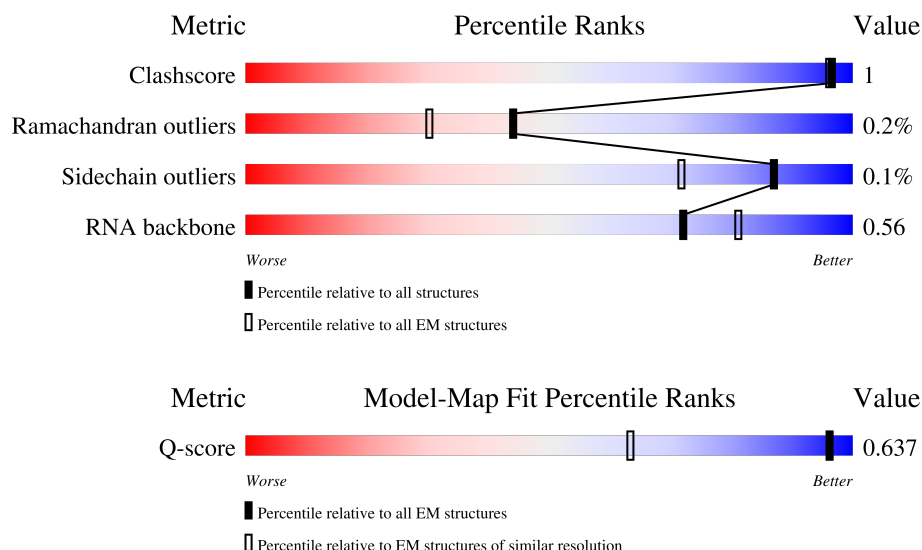 Metric Percentile Ranks Value
Clashscore 1
Ramachandran outliers 0.2%
Sidechain outliers 0.1%
RNA backbone 0.56
Worse Better
Percentile relative to all structures
Percentile relative to all EM structures
Metric Model-Map Fit Percentile Ranks Value
Q-score 0.637
Worse Better
Percentile relative to all EM structures
Percentile relative to EM structures of similar resolution